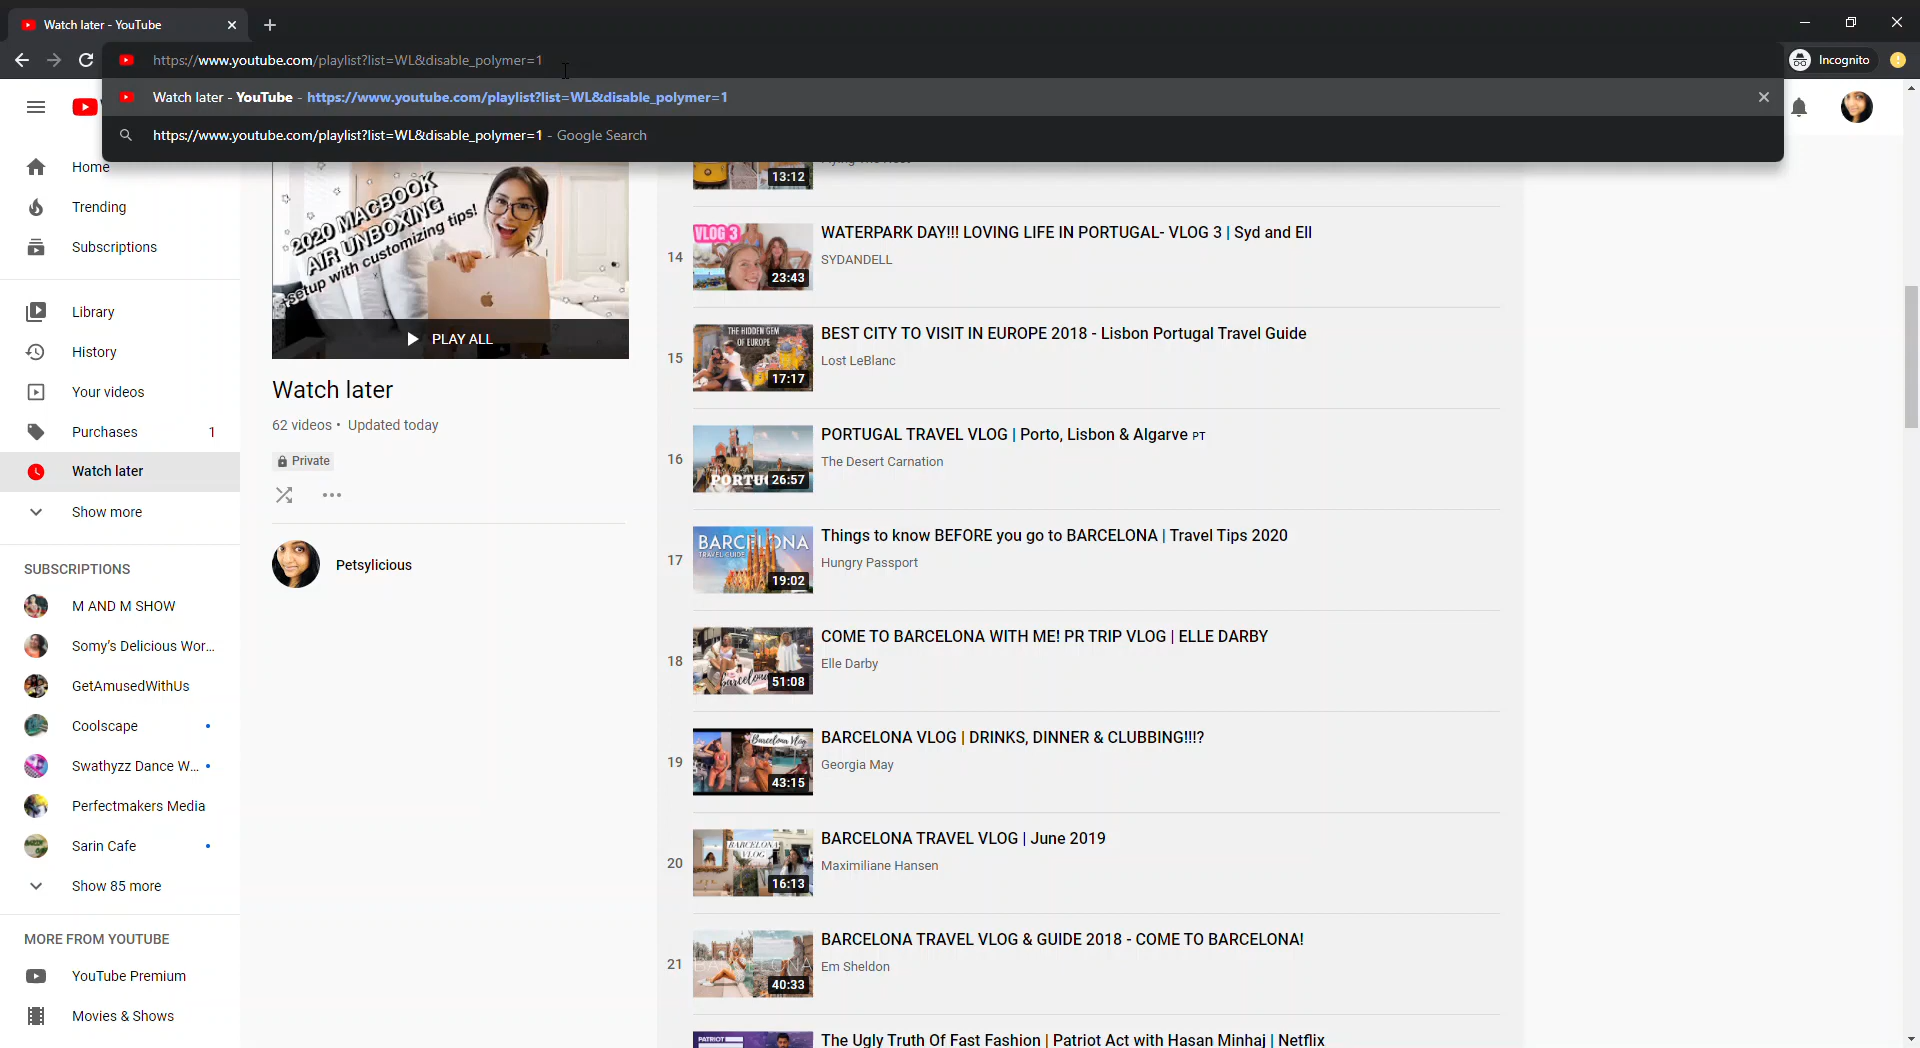 Watch later - YouTube
https://www.youtube.com/playlist?list=WL&disable_polymer=1
Incognito
Watch later - YouTube - https://www.youtube.com/playlist?list=WL&disable_polymer=1
https://www.youtube.com/playlist?list=WL&disable_polymer=1 - Google Search
Home
Trending
Subscriptions
Library
History
Your videos
Purchases 1
Watch later
Show more
SUBSCRIPTIONS
M AND M SHOW
Somy's Delicious Wor...
GetAmusedWithUs
Coolscape
Swathyzz Dance W...
Perfectmakers Media
Sarin Cafe
Show 85 more
MORE FROM YOUTUBE
YouTube Premium
Movies & Shows
2020 MACBOOK
AIR UNBOXING
+setup with customizing tips!
PLAY ALL
Watch later
62 videos • Updated today
Private
Petsylicious
13:12
14
VLOG 3
23:43
WATERPARK DAY!!! LOVING LIFE IN PORTUGAL- VLOG 3 | Syd and Ell
SYDANDELL
15
THE HIDDEN GEM
OF EUROPE
17:17
BEST CITY TO VISIT IN EUROPE 2018 - Lisbon Portugal Travel Guide
Lost LeBlanc
16
PORTU
26:57
PORTUGAL TRAVEL VLOG | Porto, Lisbon & Algarve PT
The Desert Carnation
17
BARCELONA
TRAVEL GUIDE
19:02
Things to know BEFORE you go to BARCELONA | Travel Tips 2020
Hungry Passport
18
barcelona
51:08
COME TO BARCELONA WITH ME! PR TRIP VLOG | ELLE DARBY
Elle Darby
19
Barcelona Vlog
43:15
BARCELONA VLOG | DRINKS, DINNER & CLUBBING!!!?
Georgia May
20
BARCELONA
VLOG
16:13
BARCELONA TRAVEL VLOG | June 2019
Maximiliane Hansen
21
BARCELONA
40:33
BARCELONA TRAVEL VLOG & GUIDE 2018 - COME TO BARCELONA!
Em Sheldon
PATRIOT
The Ugly Truth Of Fast Fashion | Patriot Act with Hasan Minhaj | Netflix